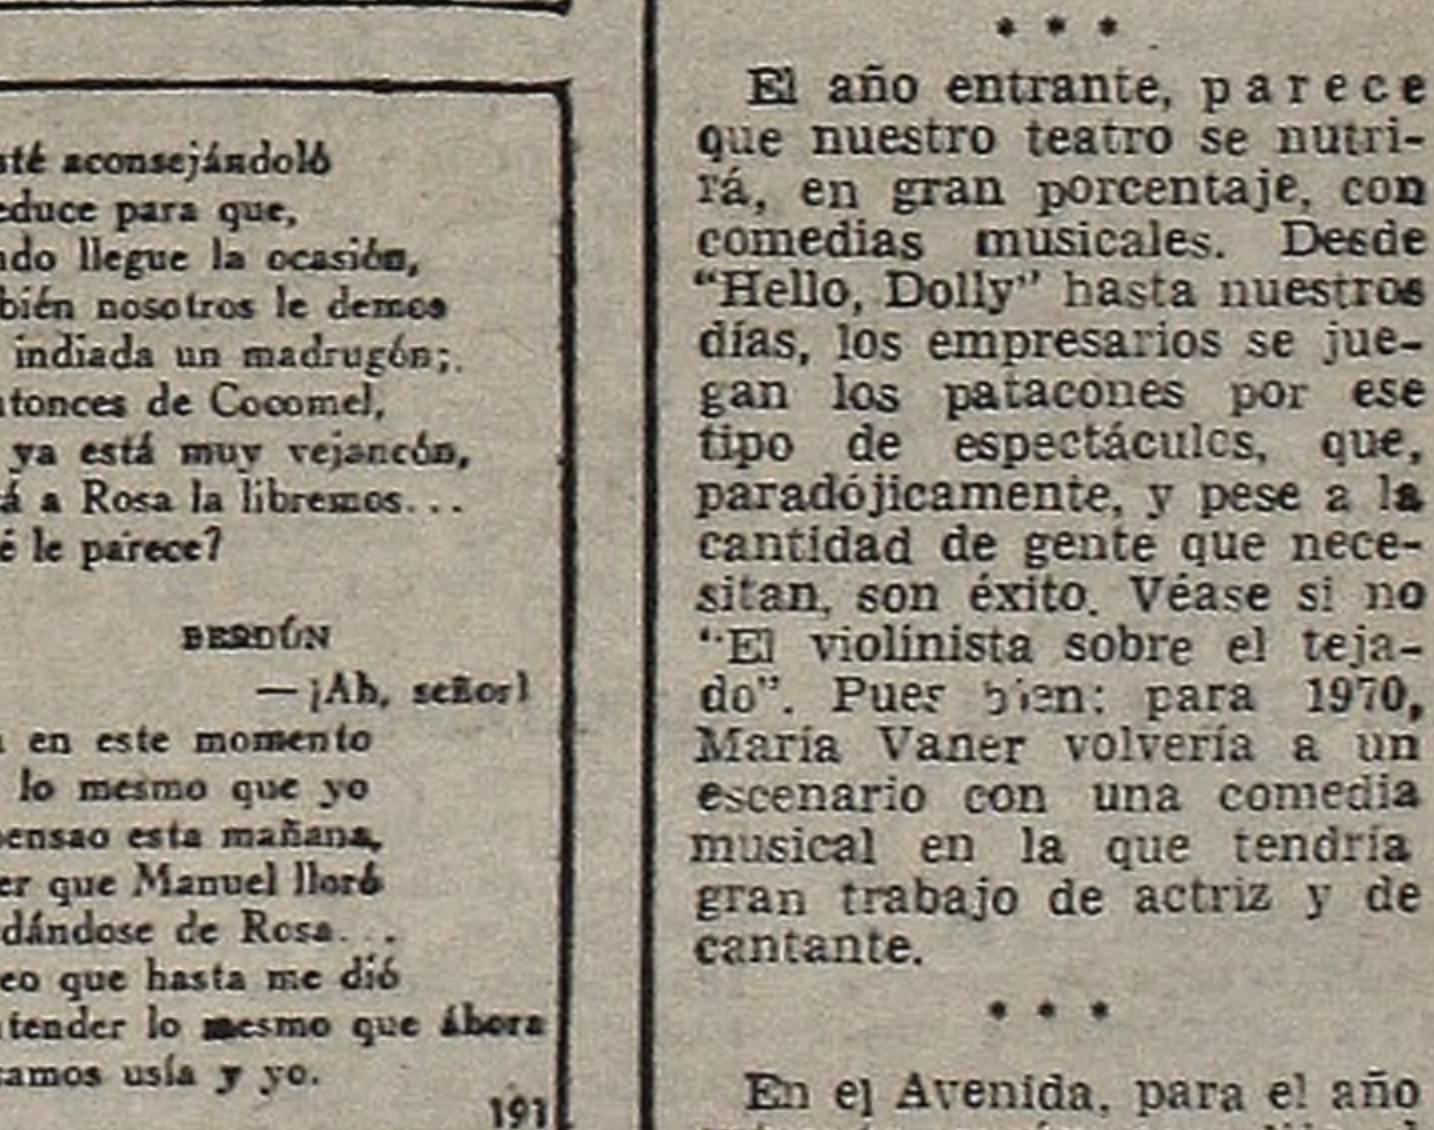 sté aconsejándoló
educe para que,
ndo llegue la ocasión,
bién nosotros le demos
indiada un madrugón;.
ntonces de Cocomel,
ya está muy vejancón,
á a Rosa la libremos...
é le parece?
BERDÚN
—¡Ah, señor!
en este momento
lo mesmo que yo
pensao esta mañana,
er que Manuel lloró
dándose de Rosa...
eo que hasta me dió
tender lo mesmo que áhora
amos usía y yo.
191
* * *
El año entrante, parece
que nuestro teatro se nutri-
rá, en gran porcentaje, con
comedias musicales. Desde
“Hello, Dolly” hasta nuestros
días, los empresarios se jue-
gan los patacones por ese
tipo de espectáculos, que,
paradójicamente, y pese a la
cantidad de gente que nece-
sitan, son éxito. Véase si no
“El violinista sobre el teja-
do”. Pues bien: para 1970,
María Vaner volvería a un
escenario con una comedia
musical en la que tendría
gran trabajo de actriz y de
cantante.
* * *
En el Avenida, para el año